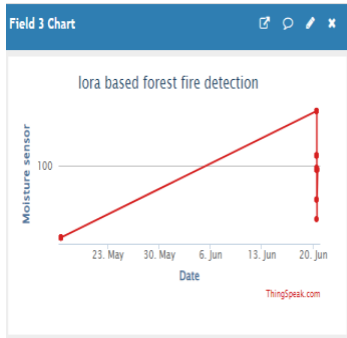 Field 3 Chart
lora based forest fire detection
Moisture sensor
100
23. May 30. May 6. Jun 13. Jun 20. Jun
Date
ThingSpeak.com